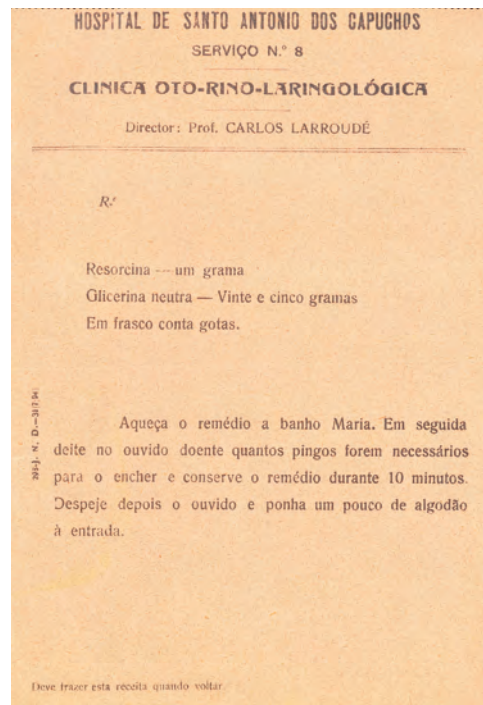 HOSPITAL DE SANTO ANTONIO DOS CAPUCHOS
SERVIÇO N.º 8
CLINICA OTO-RINO-LARINGOLÓGICA
Director: Prof. CARLOS LARROUDÉ
R.e
Resorcina — um grama
Glicerina neutra — Vinte e cinco gramas
Em frasco conta gotas.
Aqueça o remédio a banho Maria. Em seguida
deite no ouvido doente quantos pingos forem necessários
para o encher e conserve o remédio durante 10 minutos.
Despeje depois o ouvido e ponha um pouco de algodão
à entrada.
Deve trazer esta receita quando voltar